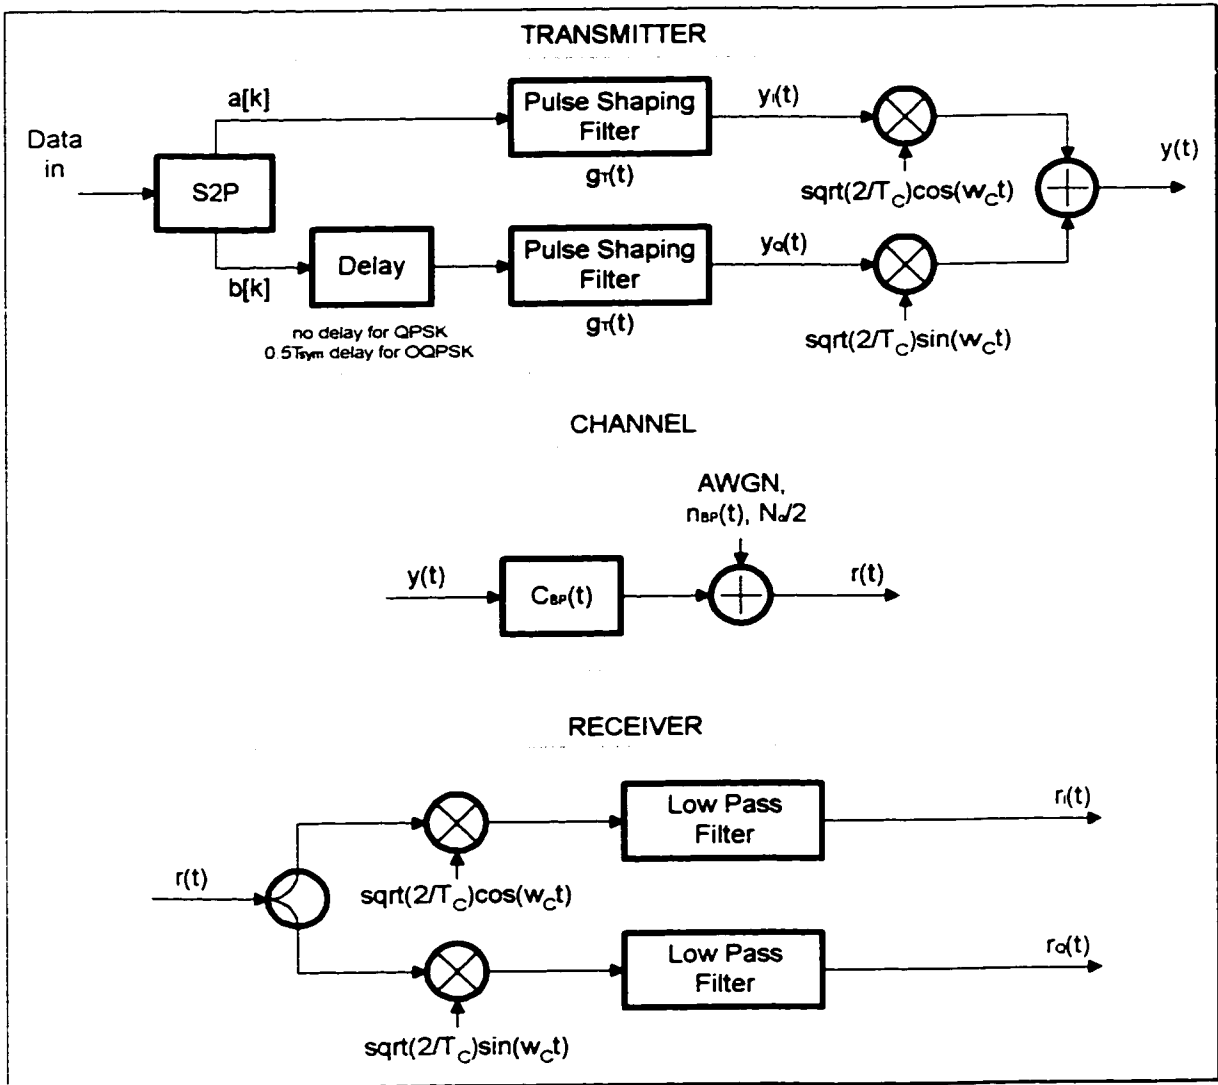 TRANSMITTER
a[k]
Pulse Shaping
Filter
yI(t)
Data
in
S2P
gT(t)
sqrt(2/TC)cos(wCt)
y(t)
b[k]
Delay
Pulse Shaping
Filter
yQ(t)
no delay for QPSK
0.5Tsym delay for OQPSK
gT(t)
sqrt(2/TC)sin(wCt)
CHANNEL
AWGN,
nBP(t), No/2
y(t)
CBP(t)
r(t)
RECEIVER
Low Pass
Filter
rI(t)
r(t)
sqrt(2/TC)cos(wCt)
Low Pass
Filter
rQ(t)
sqrt(2/TC)sin(wCt)